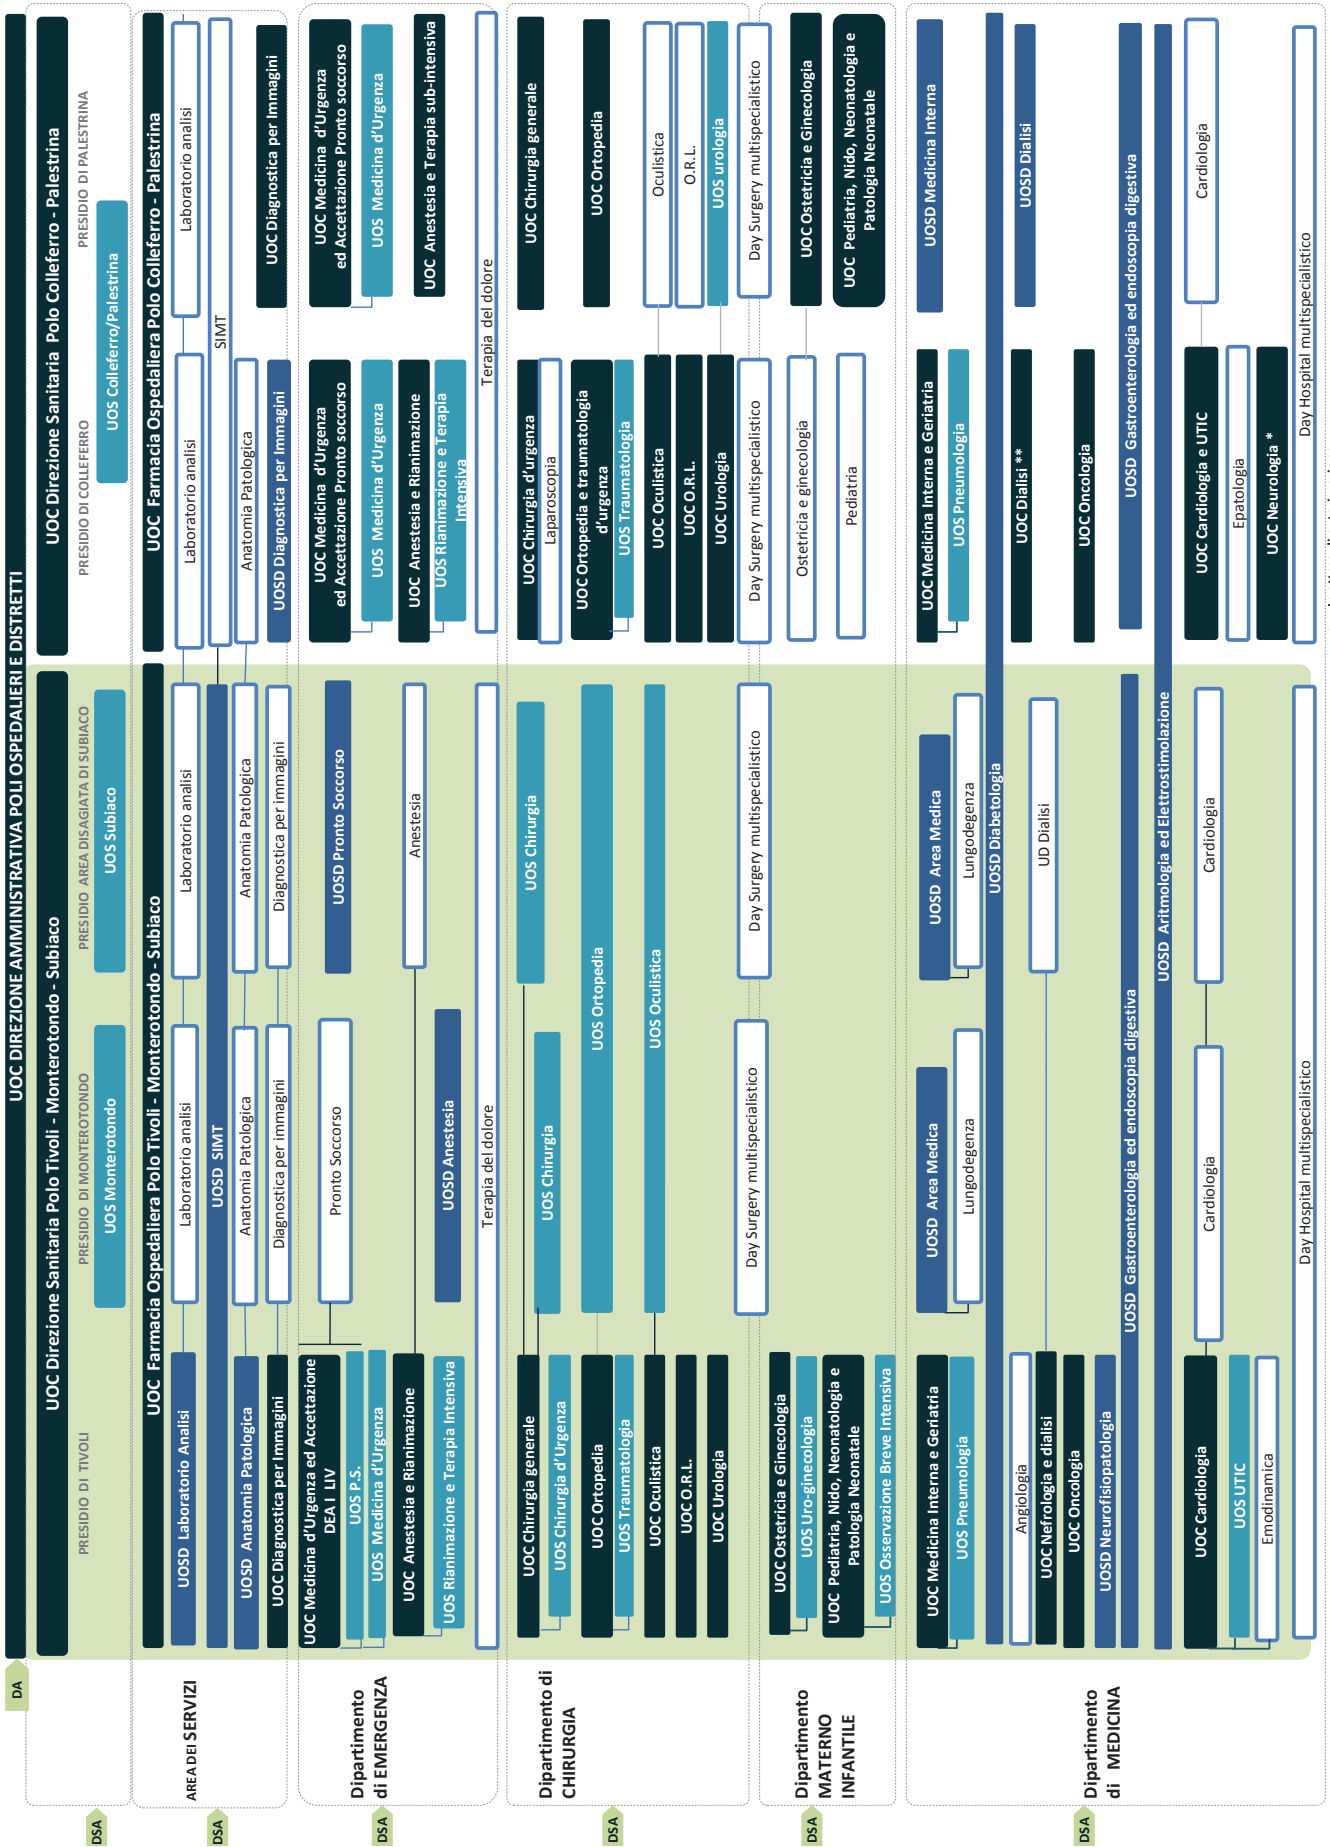 DA
UOC DIREZIONE AMMINISTRATIVA POLI OSPEDALIERI E DISTRETTI
DSA
UOC Direzione Sanitaria Polo Tivoli - Monterotondo - Subiaco
UOC Direzione Sanitaria Polo Colleferro - Palestrina
PRESIDIO DI TIVOLI
PRESIDIO DI MONTEROTONDO
PRESIDIO AREA DISAGIATA DI SUBIACO
PRESIDIO DI COLLEFERRO
PRESIDIO DI PALESTRINA
UOS Monterotondo
UOS Subiaco
UOS Colleferro/Palestrina
DSA
AREA DEI SERVIZI
UOC Farmacia Ospedaliera Polo Tivoli - Monterotondo - Subiaco
UOC Farmacia Ospedaliera Polo Colleferro - Palestrina
UOSD Laboratorio Analisi
Laboratorio analisi
Laboratorio analisi
Laboratorio analisi
Laboratorio analisi
UOSD SIMT
SIMT
UOSD Anatomia Patologica
Anatomia Patologica
Anatomia Patologica
Anatomia Patologica
UOC Diagnostica per Immagini
Diagnostica per immagini
Diagnostica per immagini
UOSD Diagnostica per Immagini
UOC Diagnostica per Immagini
DSA
Dipartimento
di EMERGENZA
UOC Medicina d'Urgenza ed Accettazione
DEA I LIV
UOS P.S.
UOS Medicina d'Urgenza
Pronto Soccorso
UOSD Pronto Soccorso
UOC Medicina d'Urgenza
ed Accettazione Pronto soccorso
UOS Medicina d'Urgenza
UOC Medicina d'Urgenza
ed Accettazione Pronto soccorso
UOS Medicina d'Urgenza
UOC Anestesia e Rianimazione
UOS Rianimazione e Terapia Intensiva
UOSD Anestesia
Anestesia
UOC Anestesia e Rianimazione
UOS Rianimazione e Terapia
Intensiva
UOC Anestesia e Terapia sub-intensiva
Terapia del dolore
Terapia del dolore
DSA
Dipartimento di
CHIRURGIA
UOC Chirurgia generale
UOS Chirurgia d'Urgenza
UOS Chirurgia
UOS Chirurgia
UOC Chirurgia d'urgenza
Laparoscopia
UOC Chirurgia generale
UOC Ortopedia
UOS Traumatologia
UOS Ortopedia
UOC Ortopedia e traumatologia
d'urgenza
UOS Traumatologia
UOC Ortopedia
UOC Oculistica
UOS Oculistica
UOC Oculistica
Oculistica
UOC O.R.L.
UOC O.R.L.
O.R.L.
UOC Urologia
UOC Urologia
UOS urologia
Day Surgery multispecialistico
Day Surgery multispecialistico
Day Surgery multispecialistico
Day Surgery multispecialistico
DSA
Dipartimento
MATERNO
INFANTILE
UOC Ostetricia e Ginecologia
UOS Uro-ginecologia
Ostetricia e ginecologia
UOC Ostetricia e Ginecologia
UOC Pediatria, Nido, Neonatologia e
Patologia Neonatale
UOS Osservazione Breve Intensiva
Pediatria
UOC Pediatria, Nido, Neonatologia e
Patologia Neonatale
DSA
Dipartimento
di MEDICINA
UOC Medicina Interna e Geriatria
UOS Pneumologia
UOSD Area Medica
Lungodegenza
UOSD Area Medica
Lungodegenza
UOC Medicina Interna e Geriatria
UOS Pneumologia
UOSD Medicina Interna
UOSD Diabetologia
Angiologia
UOC Nefrologia e dialisi
UD Dialisi
UOC Dialisi **
UOSD Dialisi
UOC Oncologia
UOC Oncologia
UOSD Neurofisiopatologia
UOSD Gastroenterologia ed endoscopia digestiva
UOSD Gastroenterologia ed endoscopia digestiva
UOSD Aritmologia ed Elettrostimolazione
UOC Cardiologia
UOS UTIC
Emodinamica
Cardiologia
Cardiologia
UOC Cardiologia e UTIC
Epatologia
UOC Neurologia *
Cardiologia
Day Hospital multispecialistico
Day Hospital multispecialistico